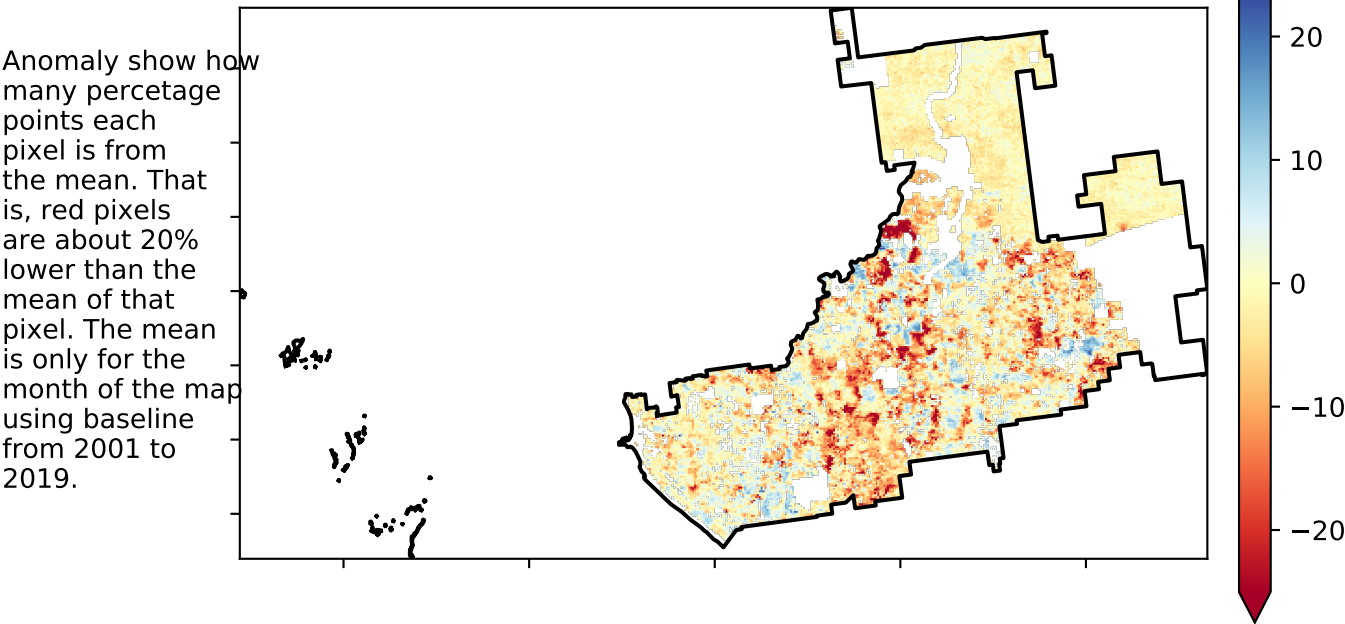 Anomaly show how
many percetage
points each
pixel is from
the mean. That
is, red pixels
are about 20%
lower than the
mean of that
pixel. The mean
is only for the
month of the map
using baseline
from 2001 to
2019.
20
10
0
−10
−20